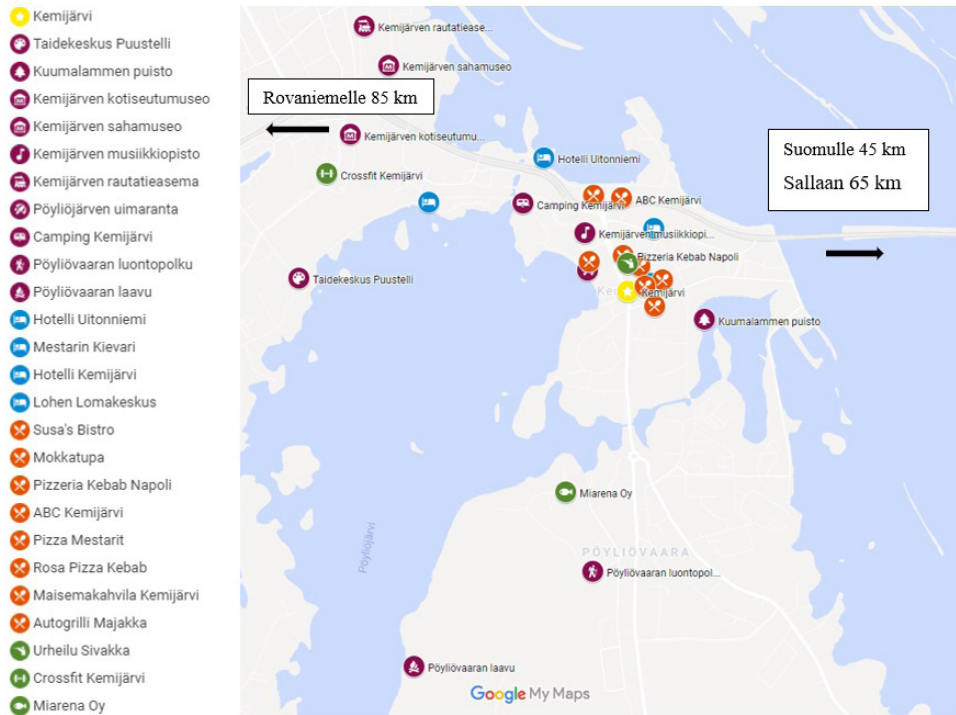 Kemijärvi
Taidekeskus Puustelli
Kuumalammen puisto
Kemijärven kotiseutumuseo
Kemijärven sahamuseo
Kemijärven musiikkiopisto
Kemijärven rautatieasema
Pöyliöjärven uimaranta
Camping Kemijärvi
Pöyliövaaran luontopolku
Pöyliövaaran laavu
Hotelli Uitonniemi
Mestarin Kievari
Hotelli Kemijärvi
Lohen Lomakeskus
Susa's Bistro
Mokkatupa
Pizzeria Kebab Napoli
ABC Kemijärvi
Pizza Mestarit
Rosa Pizza Kebab
Maisemakahvila Kemijärvi
Autogrilli Majakka
Urheilu Sivakka
Crossfit Kemijärvi
Miarena Oy
Kemijärven rautatiease...
Kemijärven sahamuseo
Rovaniemelle 85 km
Kemijärven kotiseutumu...
Suomulle 45 km
Sallaan 65 km
Hotelli Uitonniemi
Crossfit Kemijärvi
ABC Kemijärvi
Camping Kemijärvi
Kemijärven musiikkiopi...
Pizzeria Kebab Napoli
Taidekeskus Puustelli
Kemijärvi
Kuumalammen puisto
Miarena Oy
Pöyliöjärvi
PÖYLIÖVAARA
Pöyliövaaran luontopol...
Pöyliövaaran laavu
Google My Maps